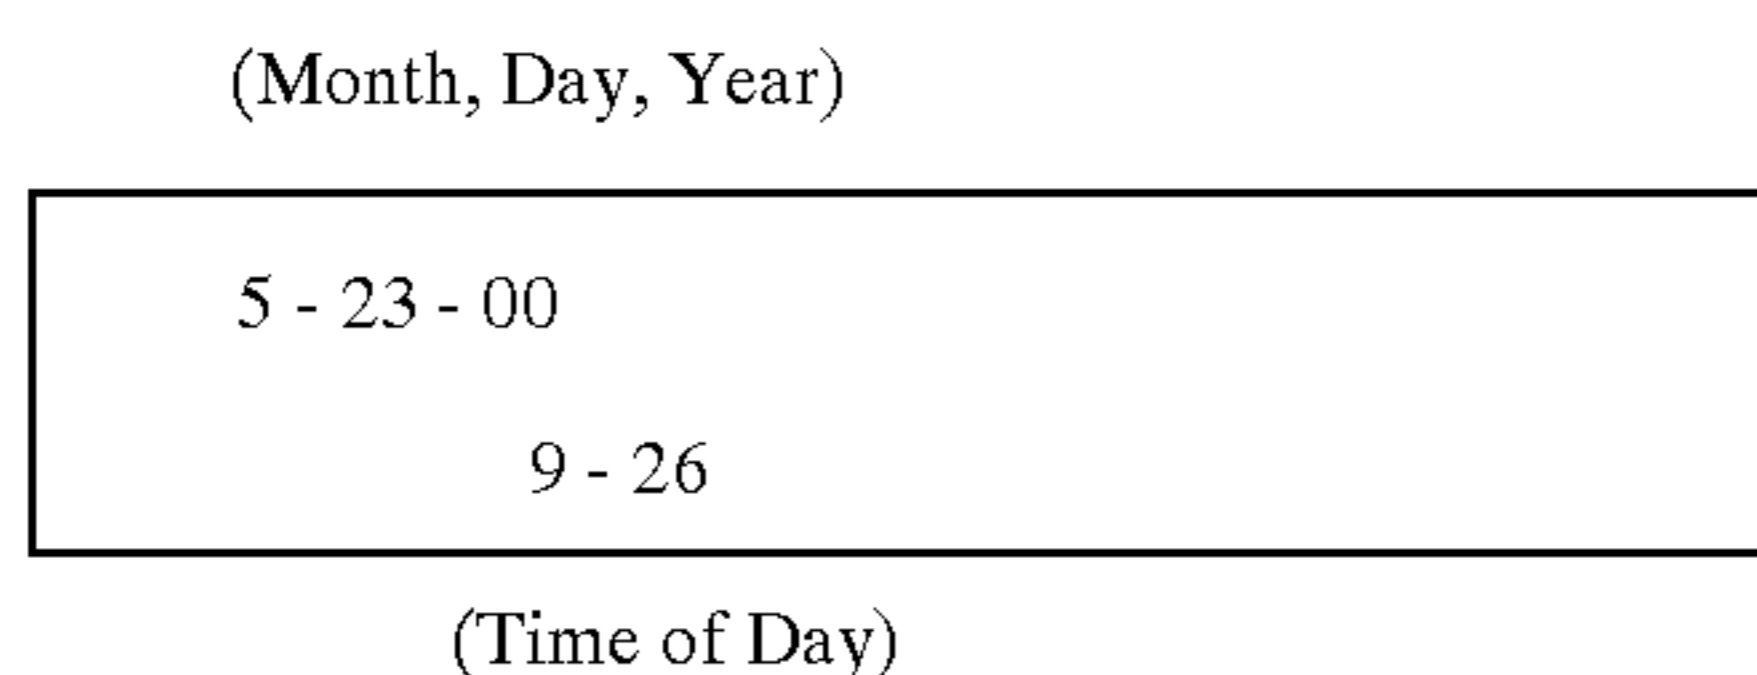 (Month, Day, Year)
5 - 23 - 00
9 - 26
(Time of Day)